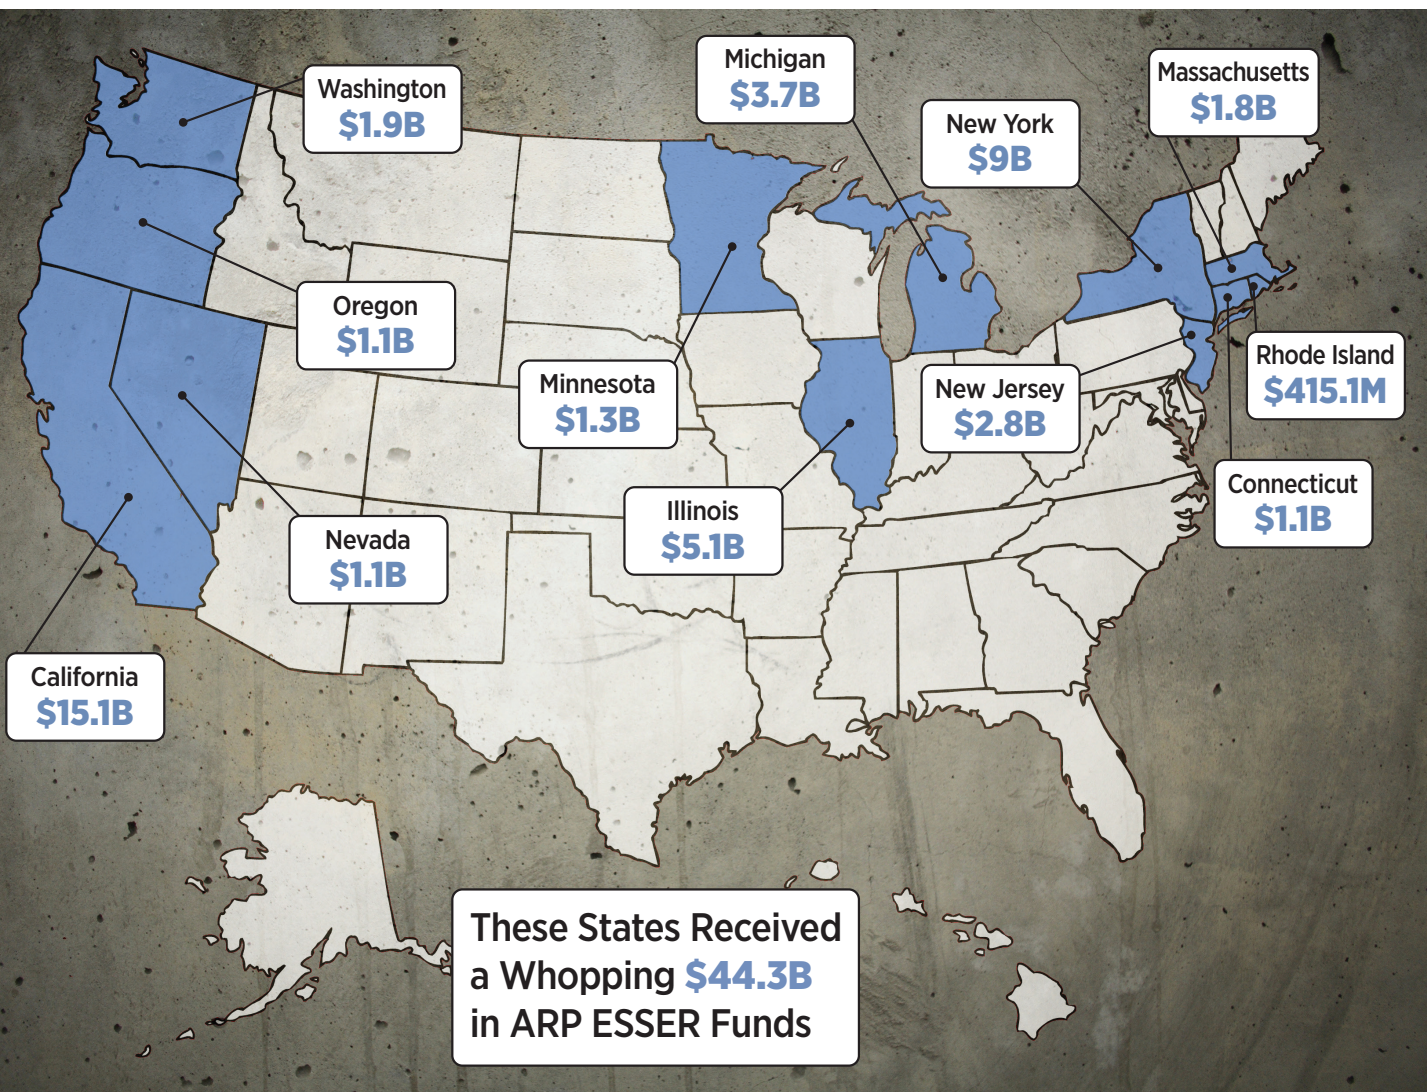 Michigan
$3.7B
Massachusetts
$1.8B
Washington
$1.9B
New York
$9B
Oregon
$1.1B
Minnesota
$1.3B
New Jersey
$2.8B
Rhode Island
$415.1M
Illinois
$5.1B
Connecticut
$1.1B
Nevada
$1.1B
California
$15.1B
These States Received
a Whopping $44.3B
in ARP ESSER Funds